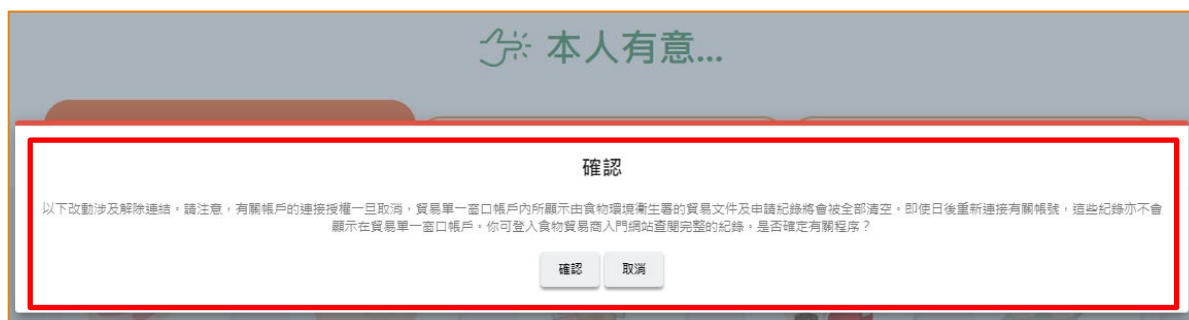 本人有意...
確認
以下改動涉及解除連結。請注意，有關帳戶的連接授權一旦取消，貿易單一窗口帳戶內所顯示由食物環境衞生署的貿易文件及申請紀錄將會被全部清空。即使日後重新連接有關帳號，這些紀錄亦不會
顯示在貿易單一窗口帳戶。你可登入食物貿易商入門網站查閱完整的紀錄。是否確定有關程序？
確認 取消